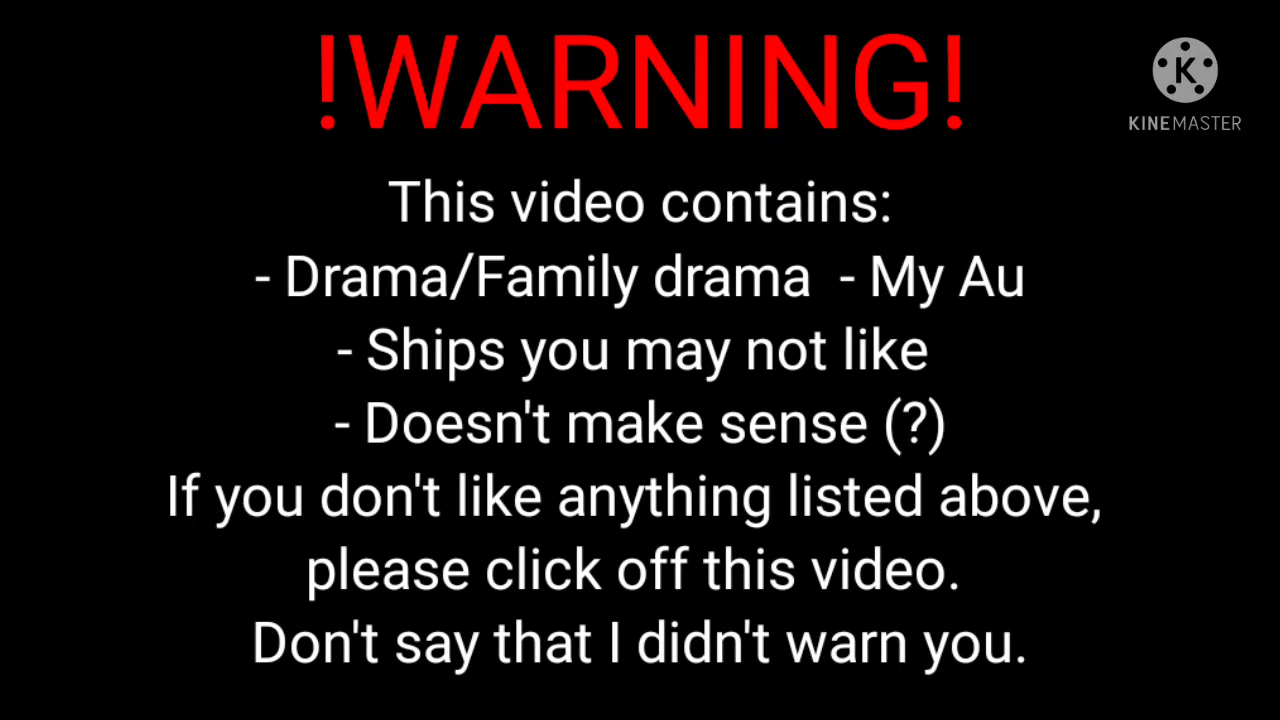 !WARNING!
K
KINEMASTER
This video contains:
- Drama/Family drama - My Au
- Ships you may not like
- Doesn't make sense (?)
If you don't like anything listed above,
please click off this video.
Don't say that I didn't warn you.